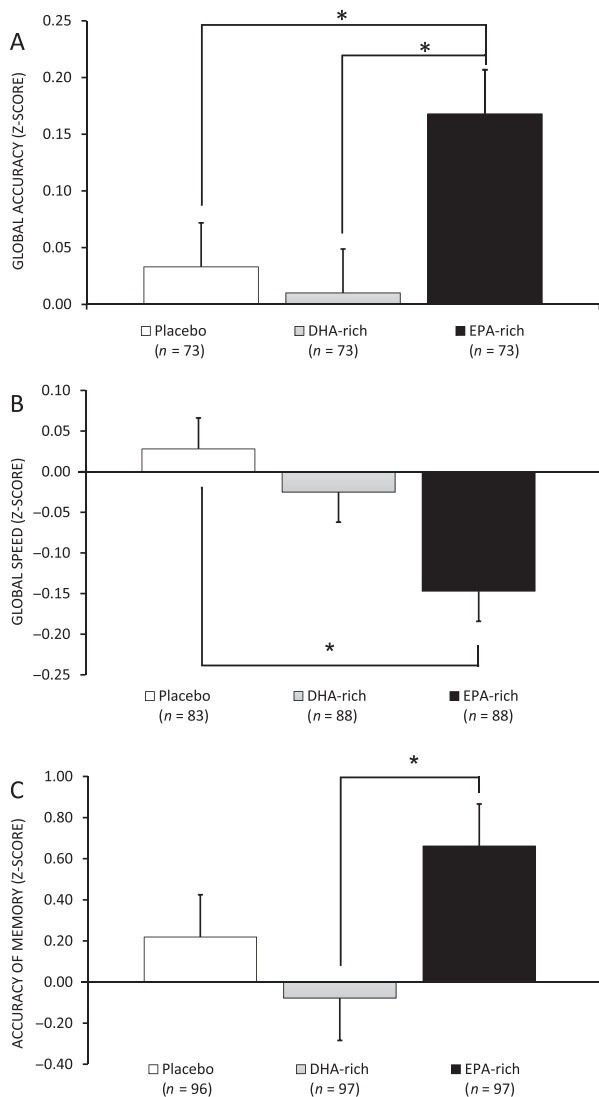 A
GLOBAL ACCURACY (Z-SCORE)
0.25
0.20
0.15
0.10
0.05
0.00
*
*
Placebo DHA-rich EPA-rich
(n = 73) (n = 73) (n = 73)
B
GLOBAL SPEED (Z-SCORE)
0.10
0.05
0.00
−0.05
−0.10
−0.15
−0.20
−0.25
*
Placebo DHA-rich EPA-rich
(n = 83) (n = 88) (n = 88)
C
ACCURACY OF MEMORY (Z-SCORE)
1.00
0.80
0.60
0.40
0.20
0.00
−0.20
−0.40
*
Placebo DHA-rich EPA-rich
(n = 96) (n = 97) (n = 97)